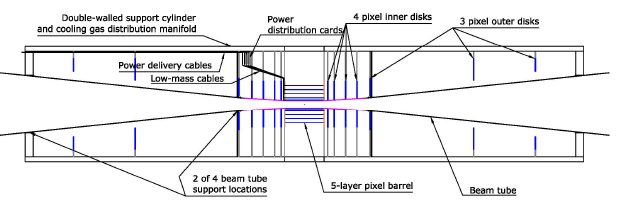 Double-walled support cylinder
and cooling gas distribution manifold
Power
distribution cards
4 pixel inner disks
3 pixel outer disks
Power delivery cables
Low-mass cables
2 of 4 beam tube
support locations
5-layer pixel barrel
Beam tube